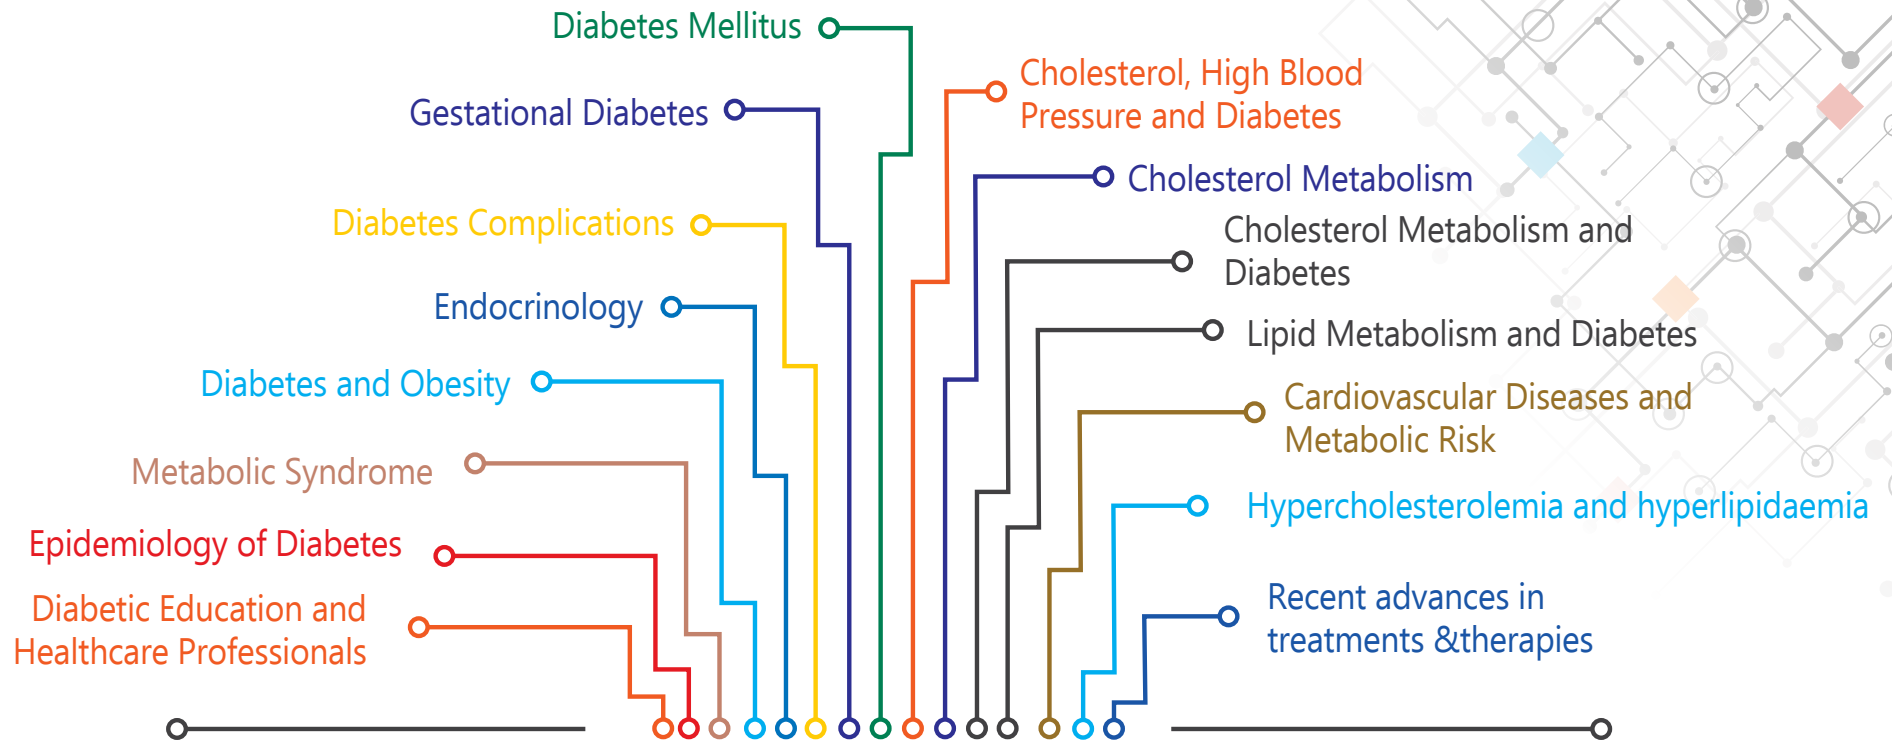 Diabetes Mellitus
Gestational Diabetes
Diabetes Complications
Endocrinology
Diabetes and Obesity
Metabolic Syndrome
Epidemiology of Diabetes
Diabetic Education and
Healthcare Professionals
Cholesterol, High Blood
Pressure and Diabetes
Cholesterol Metabolism
Cholesterol Metabolism and
Diabetes
Lipid Metabolism and Diabetes
Cardiovascular Diseases and
Metabolic Risk
Hypercholesterolemia and hyperlipidaemia
Recent advances in
treatments &therapies